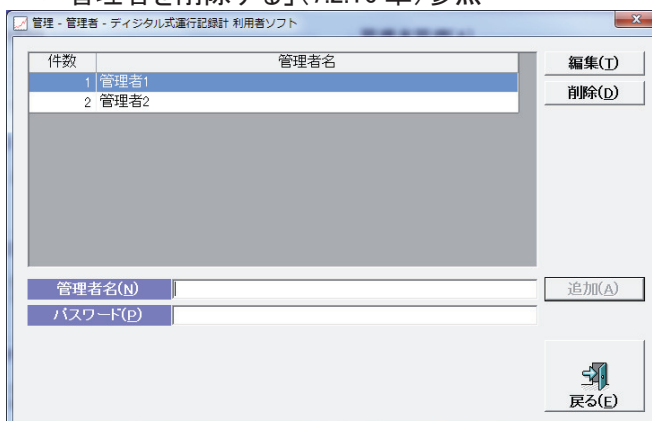 管理者を削除する」(7.2.10 章)参照
管理 - 管理者 - ディジタル式運行記録計 利用者ソフト
件数 管理者名
1 管理者1
2 管理者2
編集(T)
削除(D)
管理者名(N)
追加(A)
パスワード(P)
戻る(E)